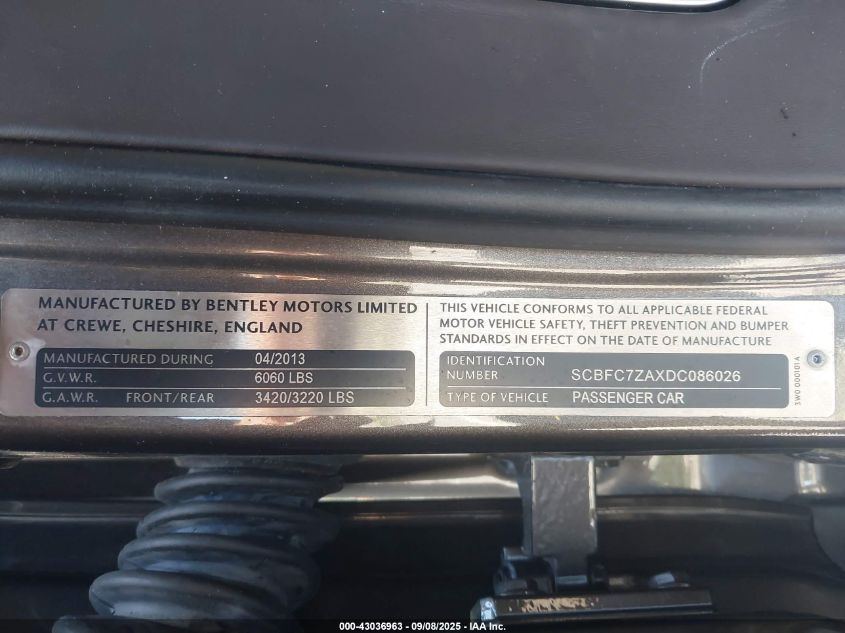 MANUFACTURED BY BENTLEY MOTORS LIMITED
AT CREWE, CHESHIRE, ENGLAND
MANUFACTURED DURING 04/2013
G.V.W.R. 6060 LBS
G.A.W.R. FRONT/REAR 3420/3220 LBS
THIS VEHICLE CONFORMS TO ALL APPLICABLE FEDERAL
MOTOR VEHICLE SAFETY, THEFT PREVENTION AND BUMPER
STANDARDS IN EFFECT ON THE DATE OF MANUFACTURE
IDENTIFICATION
NUMBER SCBFC7ZAXDC086026
TYPE OF VEHICLE PASSENGER CAR
3W0 000101 A
000-43036963 - 09/08/2025 - IAA Inc.